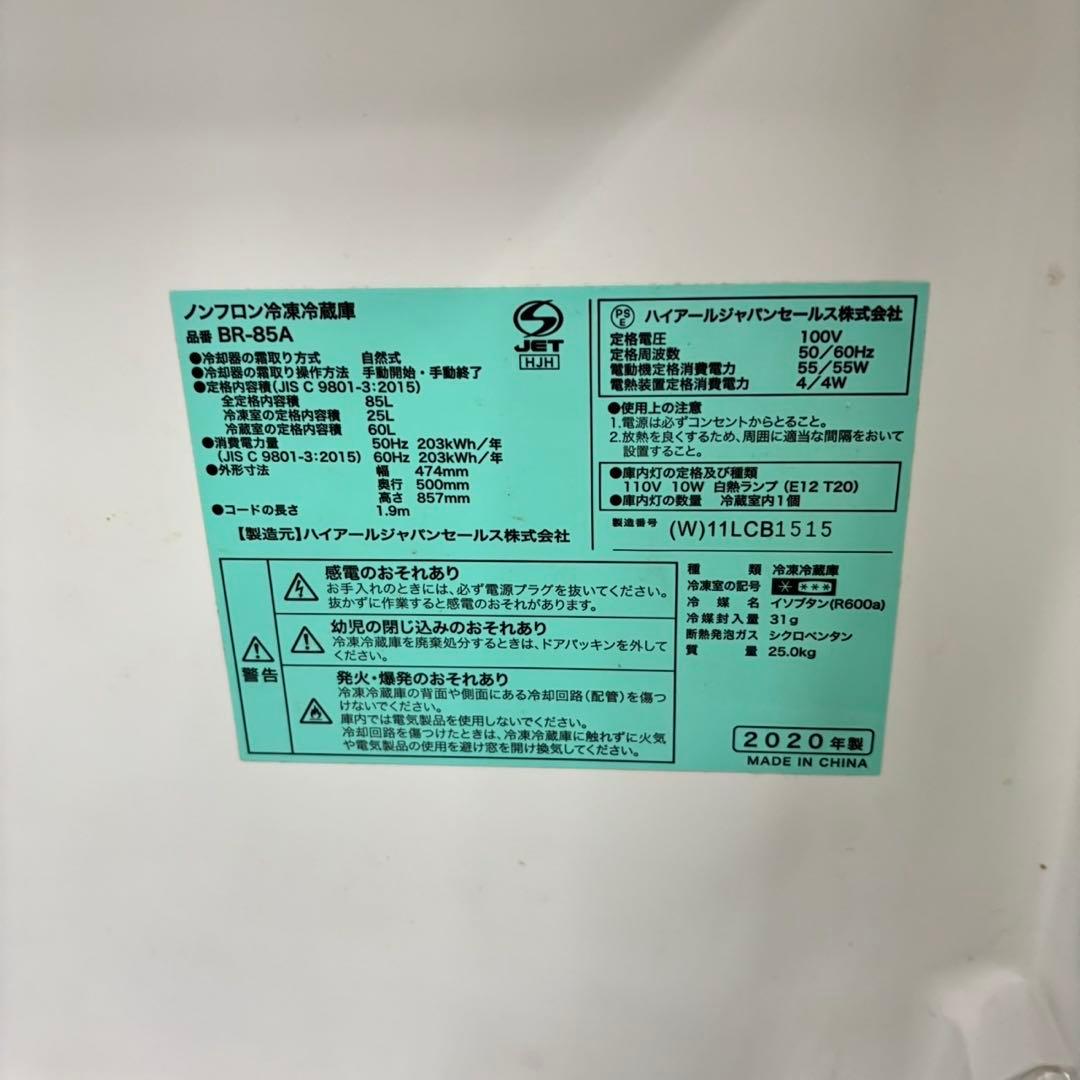 ノンフロン冷凍冷蔵庫
品番 BR-85A
●冷却器の霜取り方式 自然式
●冷却器の霜取り操作方法 手動開始・手動終了
●定格内容積(JIS C 9801-3:2015)
全定格内容積 85L
冷凍室の定格内容積 25L
冷蔵室の定格内容積 60L
●消費電力量 50Hz 203kWh/年
(JIS C 9801-3:2015) 60Hz 203kWh/年
●外形寸法 幅 474mm
奥行 500mm
高さ 857mm
●コードの長さ 1.9m
【製造元】ハイアールジャパンセールス株式会社
JET
HJH
PS
E
ハイアールジャパンセールス株式会社
定格電圧 100V
定格周波数 50/60Hz
電動機定格消費電力 55/55W
電熱装置定格消費電力 4/4W
●使用上の注意
1.電源は必ずコンセントからとること。
2.放熱を良くするため、周囲に適当な間隔をおいて
設置すること。
●庫内灯の定格及び種類
110V 10W 白熱ランプ(E12 T20)
●庫内灯の数量 冷蔵室内1個
製造番号 (W)11LCB1515
警告
感電のおそれあり
お手入れのときには、必ず電源プラグを抜いてください。
抜かずに作業すると感電のおそれがあります。
幼児の閉じ込みのおそれあり
冷凍冷蔵庫を廃棄処分するときは、ドアパッキンを外して
ください。
発火・爆発のおそれあり
冷凍冷蔵庫の背面や側面にある冷却回路(配管)を傷つ
けないでください。
庫内では電気製品を使用しないでください。
冷却回路を傷つけたときは、冷凍冷蔵庫に触れずに火気
や電気製品の使用を避け窓を開け換気してください。
種類 冷凍冷蔵庫
冷凍室の記号 * ***
冷媒名 イソブタン(R600a)
冷媒封入量 31g
断熱発泡ガス シクロペンタン
質量 25.0kg
2020年製
MADE IN CHINA